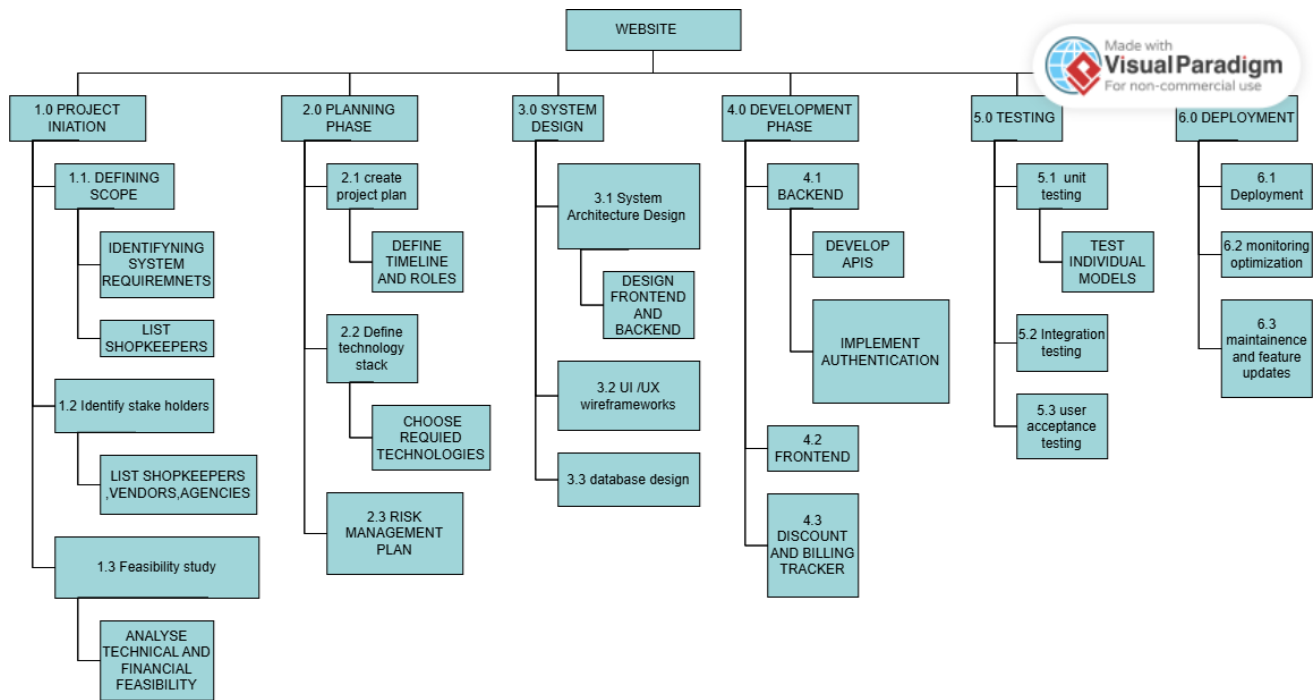 WEBSITE
Made with
VisualParadigm
For non-commercial use
1.0 PROJECT
INIATION
1.1. DEFINING
SCOPE
IDENTIFYNING
SYSTEM
REQUIREMNETS
LIST
SHOPKEEPERS
1.2 Identify stake holders
LIST SHOPKEEPERS
,VENDORS,AGENCIES
1.3 Feasibility study
ANALYSE
TECHNICAL AND
FINANCIAL
FEASIBILITY
2.0 PLANNING
PHASE
2.1 create
project plan
DEFINE
TIMELINE
AND ROLES
2.2 Define
technology
stack
CHOOSE
REQUIED
TECHNOLOGIES
2.3 RISK
MANAGEMENT
PLAN
3.0 SYSTEM
DESIGN
3.1 System
Architecture Design
DESIGN
FRONTEND
AND
BACKEND
3.2 UI /UX
wireframeworks
3.3 database design
4.0 DEVELOPMENT
PHASE
4.1
BACKEND
DEVELOP
APIS
IMPLEMENT
AUTHENTICATION
4.2
FRONTEND
4.3
DISCOUNT
AND BILLING
TRACKER
5.0 TESTING
5.1 unit
testing
TEST
INDIVIDUAL
MODELS
5.2 Integration
testing
5.3 user
acceptance
testing
6.0 DEPLOYMENT
6.1
Deployment
6.2 monitoring
optimization
6.3
maintainence
and feature
updates